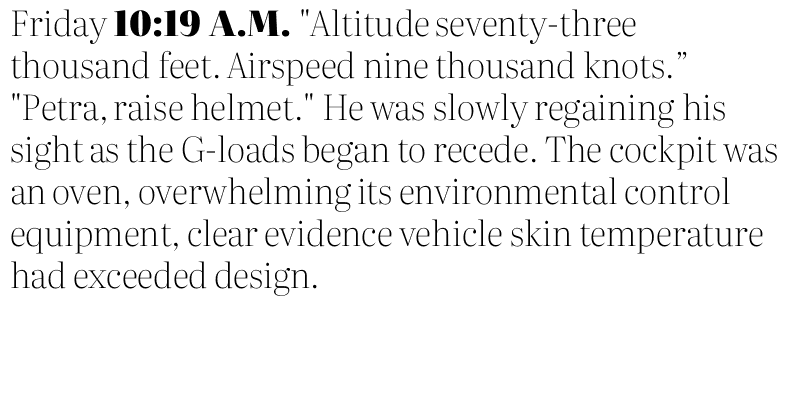 Friday 10:19 A.M. "Altitude seventy-three
thousand feet. Airspeed nine thousand knots.”
"Petra, raise helmet." He was slowly regaining his
sight as the G-loads began to recede. The cockpit was
an oven, overwhelming its environmental control
equipment, clear evidence vehicle skin temperature
had exceeded design.